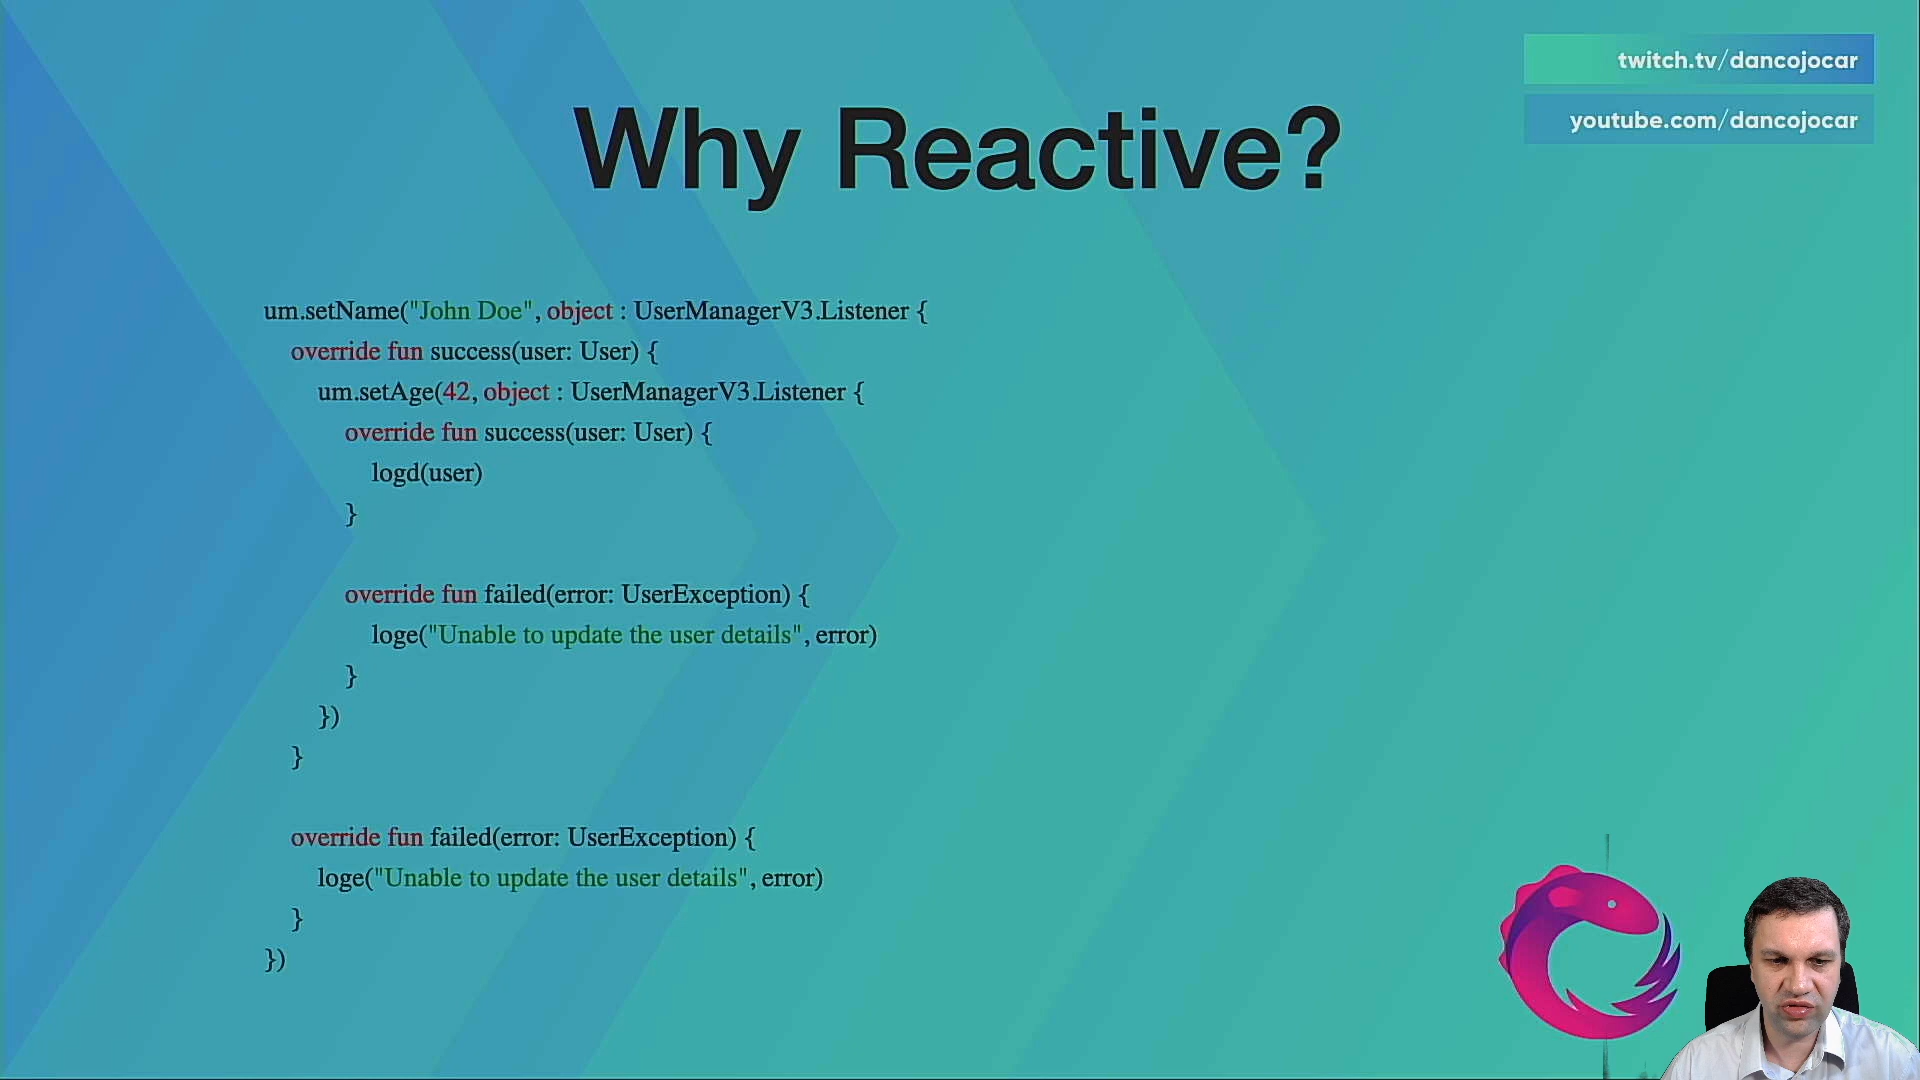 twitch.tv/dancojocar
youtube.com/dancojocar
Why Reactive?
um.setName("John Doe", object : UserManagerV3.Listener {
override fun success(user: User) {
um.setAge(42, object : UserManagerV3.Listener {
override fun success(user: User) {
logd(user)
}
override fun failed(error: UserException) {
loge("Unable to update the user details", error)
}
})
}
override fun failed(error: UserException) {
loge("Unable to update the user details", error)
}
})